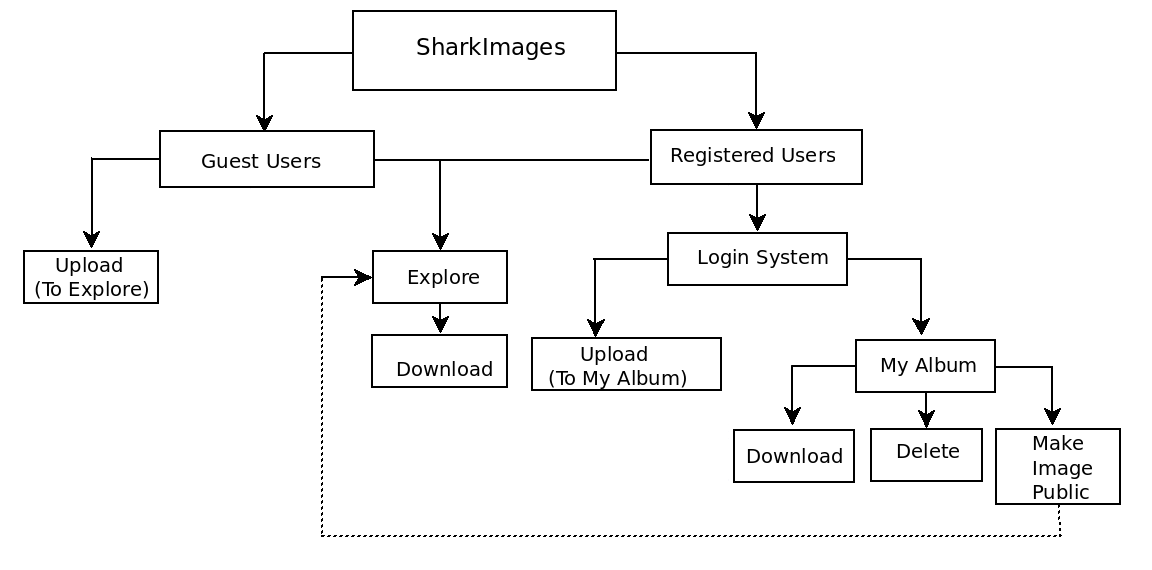 SharkImages
Guest Users
Registered Users
Upload
(To Explore)
Explore
Login System
Download
Upload
(To My Album)
My Album
Download
Delete
Make
Image
Public